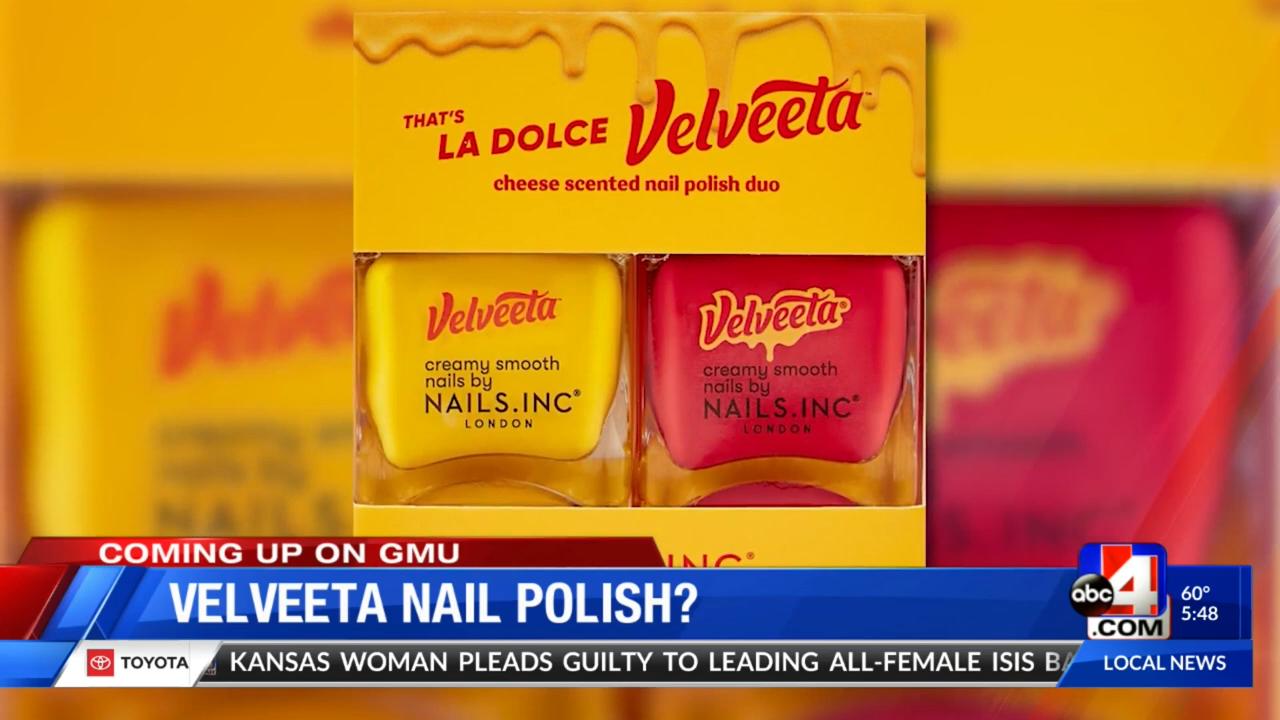 THAT'S
LA DOLCE Velveeta™
cheese scented nail polish duo
Velveeta
creamy smooth
nails by
NAILS.INC®
LONDON
Velveeta®
creamy smooth
nails by
NAILS.INC®
LONDON
COMING UP ON GMU
VELVEETA NAIL POLISH?
abc 4 .COM
60°
5:48
TOYOTA
KANSAS WOMAN PLEADS GUILTY TO LEADING ALL-FEMALE ISIS
LOCAL NEWS